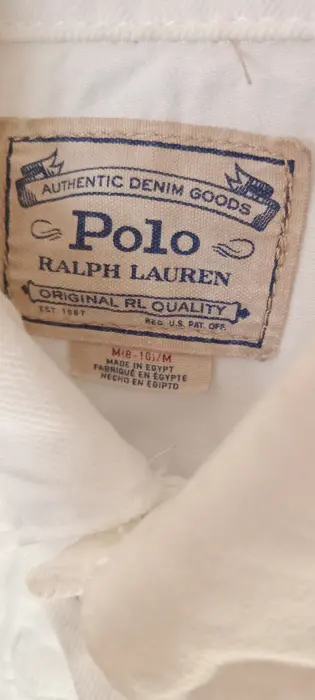 AUTHENTIC DENIM GOODS
Polo
RALPH LAUREN
ORIGINAL RL QUALITY
EST. 1967 REG. U.S. PAT. OFF.
M(8-10)/M
MADE IN EGYPT
FABRIQUÉ EN ÉGYPTE
HECHO EN EGIPTO